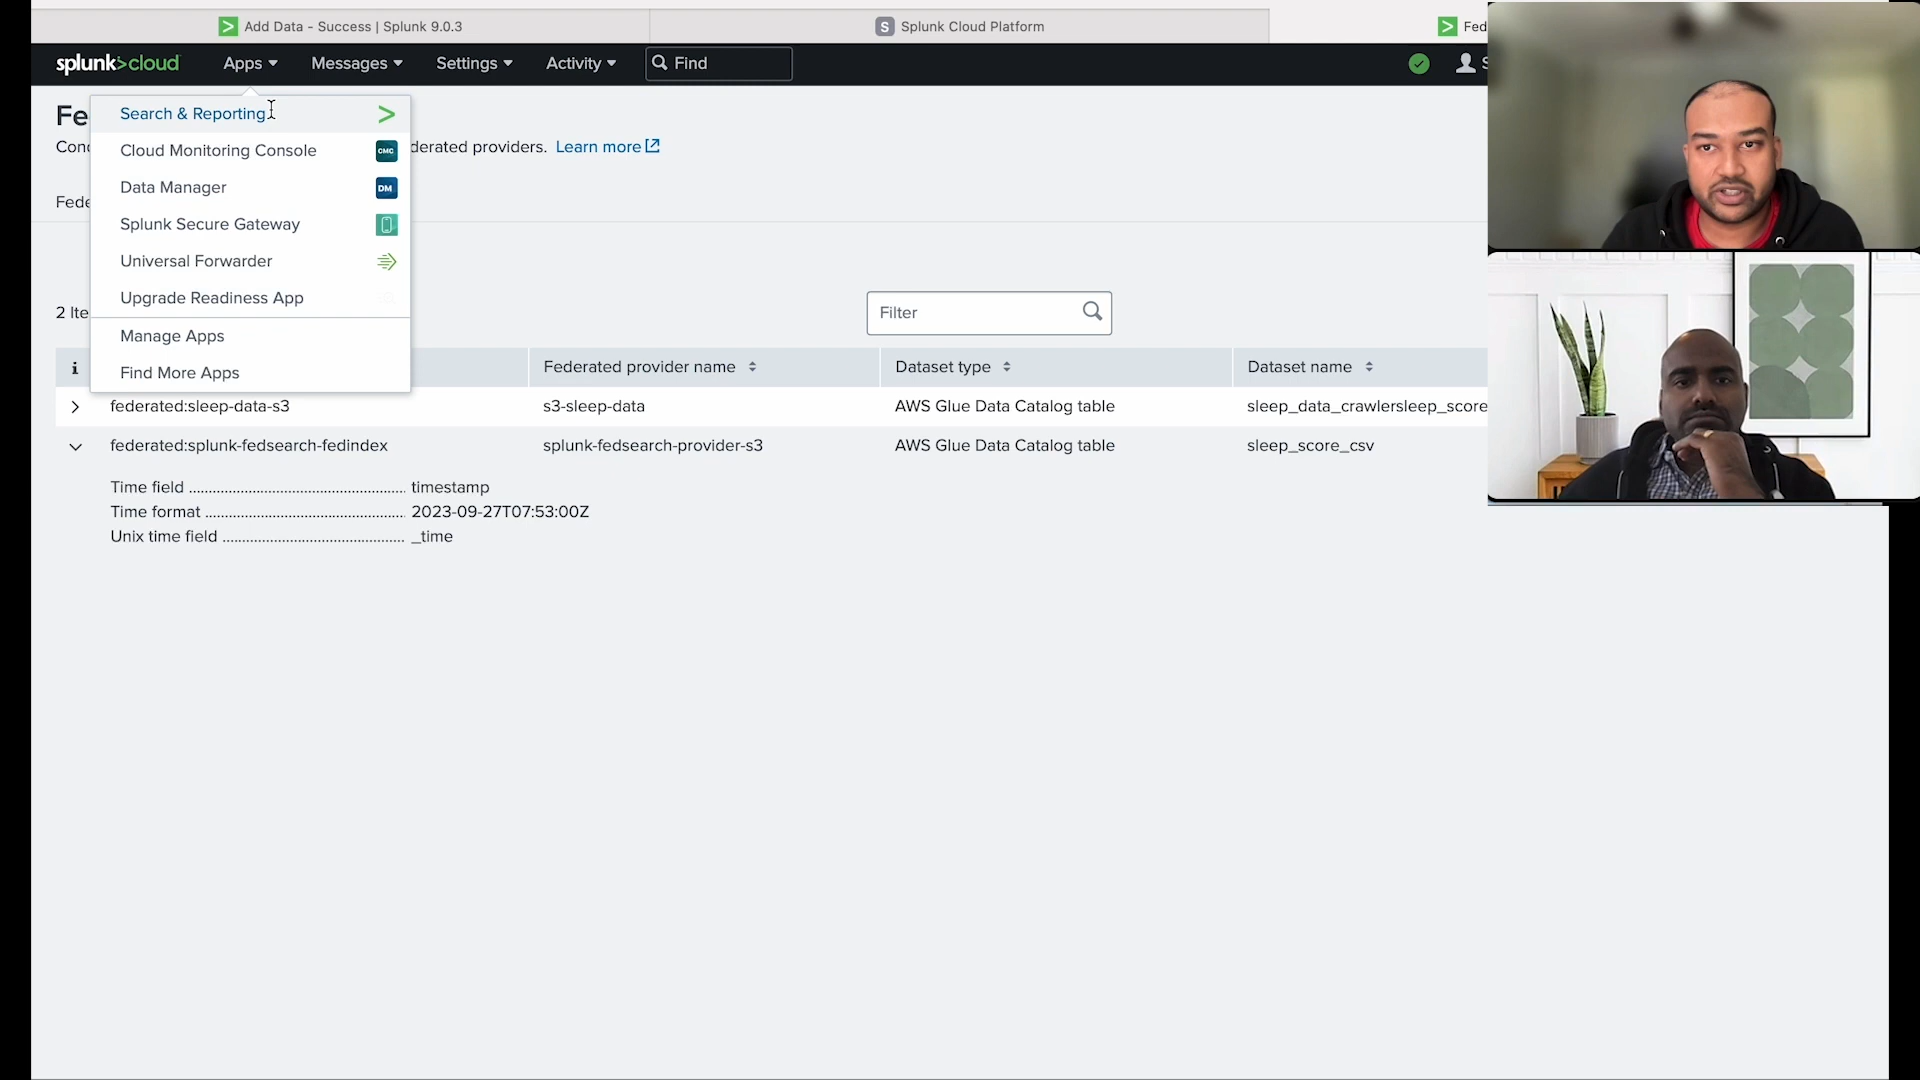 Add Data - Success | Splunk 9.0.3
S Splunk Cloud Platform
Fed
splunk>cloud Apps Messages Settings Activity Find S
Fe
Search & Reporting
Con
derated providers. Learn more
Cloud Monitoring Console CMC
Data Manager DM
Fede
Splunk Secure Gateway
Universal Forwarder
Upgrade Readiness App
2 Ite
Filter
Manage Apps
Find More Apps
i Federated provider name Dataset type Dataset name
federated:sleep-data-s3 s3-sleep-data AWS Glue Data Catalog table sleep_data_crawlersleep_score
federated:splunk-fedsearch-fedindex splunk-fedsearch-provider-s3 AWS Glue Data Catalog table sleep_score_csv
Time field ...................................................... timestamp
Time format .................................................. 2023-09-27T07:53:00Z
Unix time field .............................................. _time